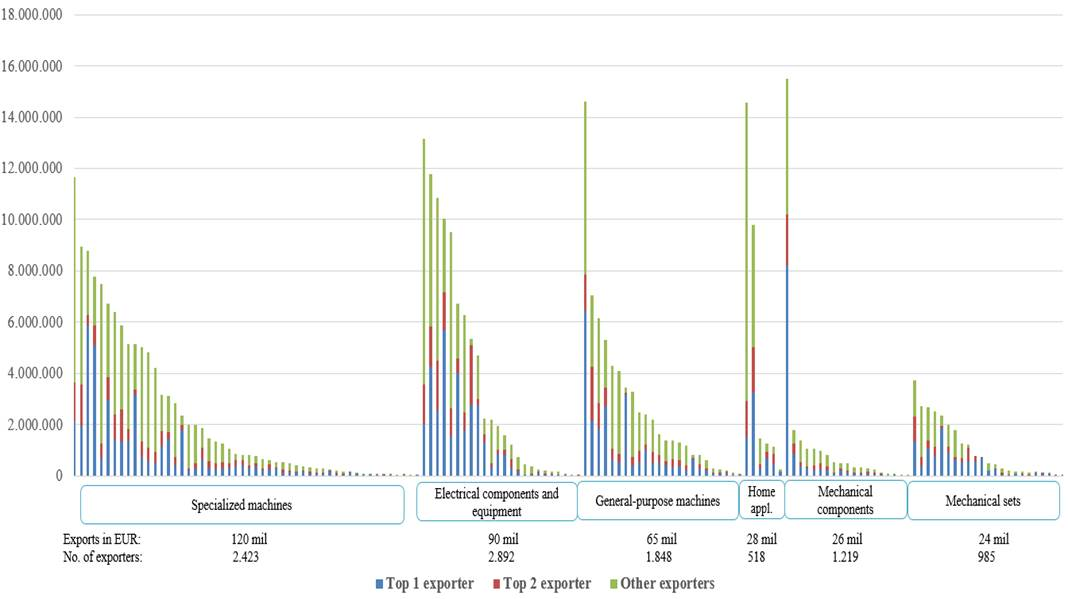 18.000.000
16.000.000
14.000.000
12.000.000
10.000.000
8.000.000
6.000.000
4.000.000
2.000.000
0
Specialized machines
Electrical components and
equipment
General-purpose machines
Home
appl.
Mechanical
components
Mechanical sets
Exports in EUR: 120 mil 90 mil 65 mil 28 mil 26 mil 24 mil
No. of exporters: 2.423 2.892 1.848 518 1.219 985
Top 1 exporter Top 2 exporter Other exporters